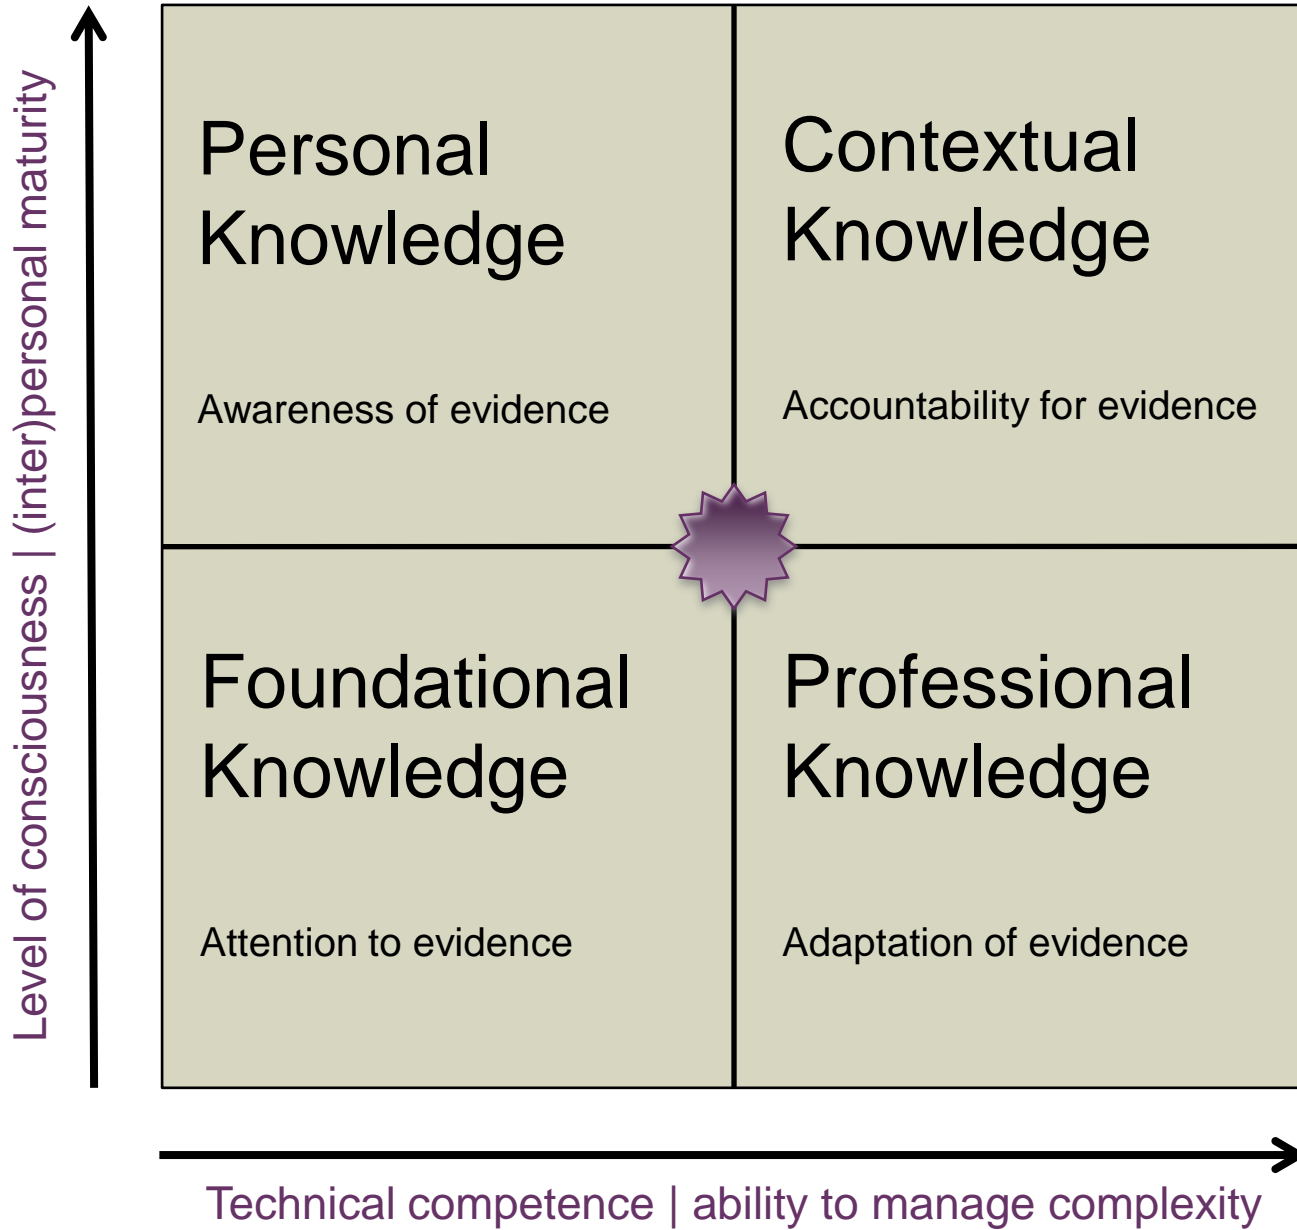 Level of consciousness | (inter)personal maturity
Personal
Knowledge
Awareness of evidence
Contextual
Knowledge
Accountability for evidence
Foundational
Knowledge
Attention to evidence
Professional
Knowledge
Adaptation of evidence
Technical competence | ability to manage complexity